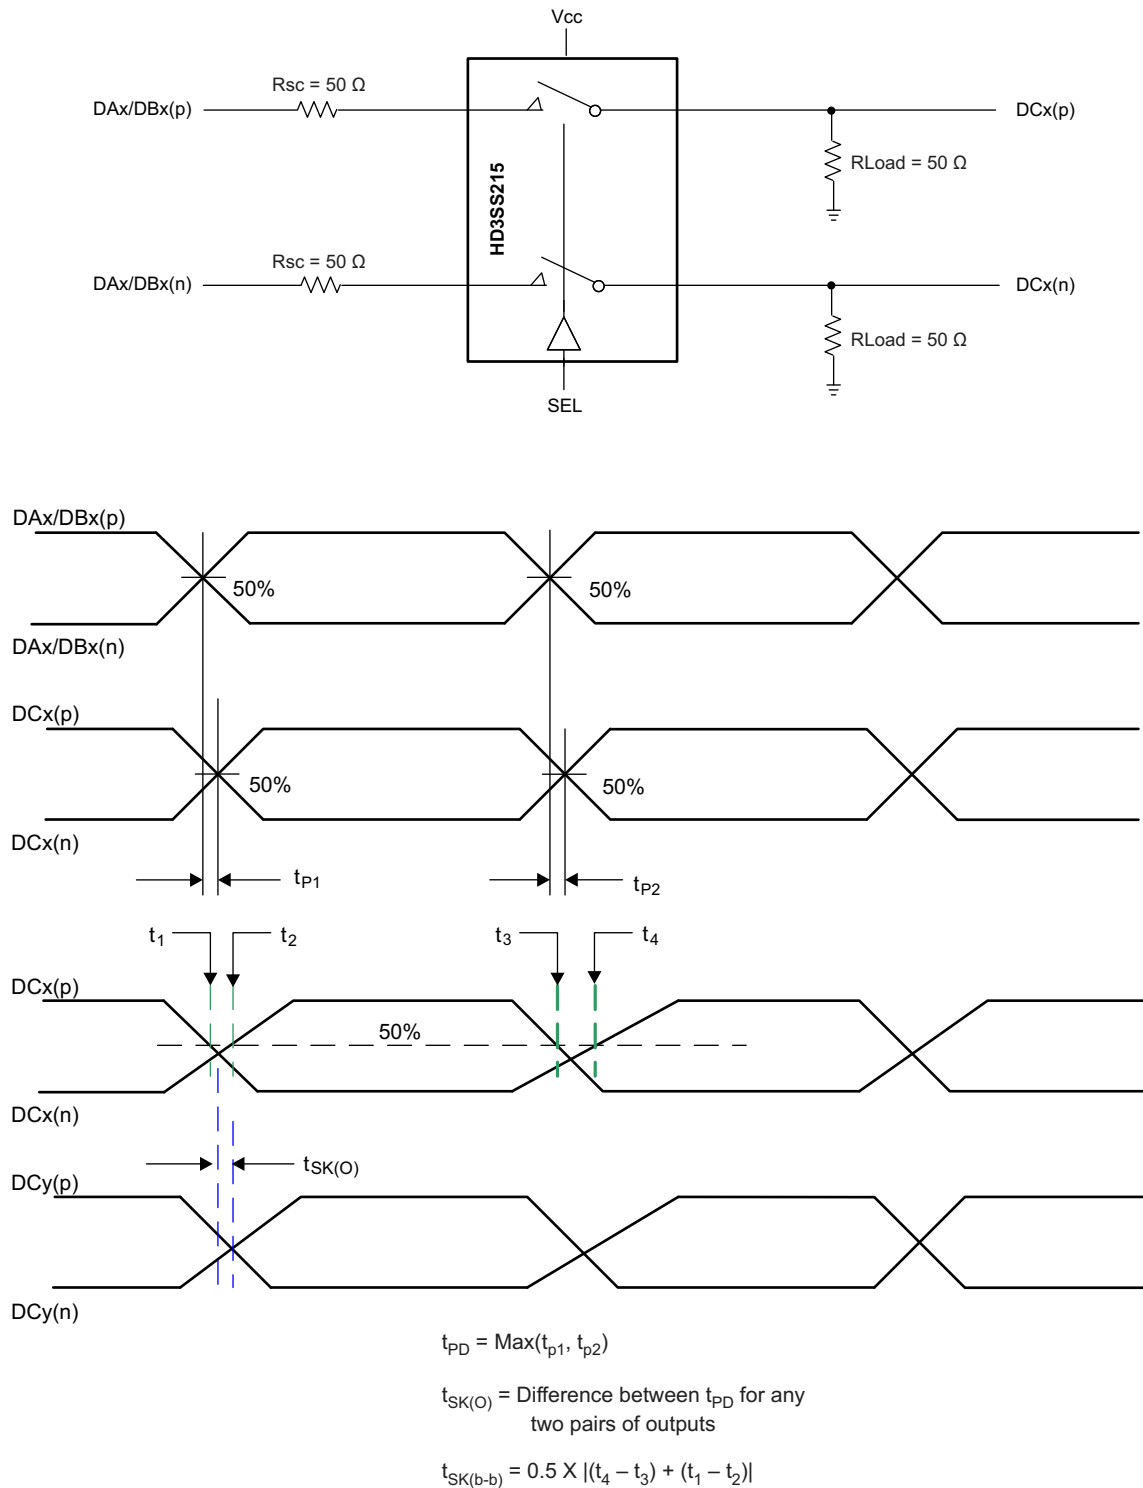 Vcc
Rsc = 50 Ω
DAx/DBx(p)
DCx(p)
RLoad = 50 Ω
HD3SS215
Rsc = 50 Ω
DAx/DBx(n)
DCx(n)
RLoad = 50 Ω
SEL
DAx/DBx(p)
50%
50%
DAx/DBx(n)
DCx(p)
50%
50%
DCx(n)
tP1
tP2
t1
t2
t3
t4
DCx(p)
50%
DCx(n)
tSK(O)
DCy(p)
DCy(n)
tPD = Max(tp1, tp2)
tSK(O) = Difference between tPD for any
two pairs of outputs
tSK(b-b) = 0.5 X |(t4 – t3) + (t1 – t2)|